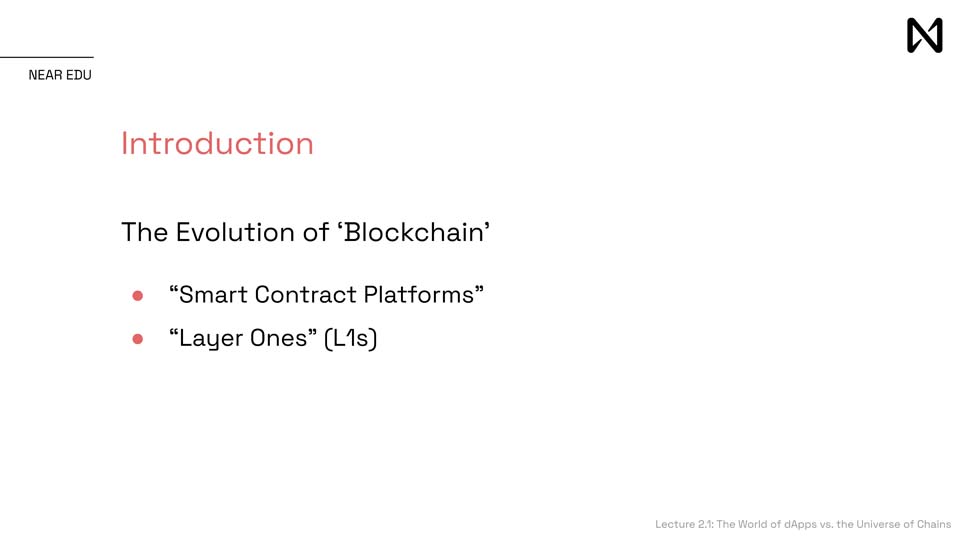 NEAR EDU
Introduction
The Evolution of ‘Blockchain’
● “Smart Contract Platforms”
● “Layer Ones” (L1s)
Lecture 2.1: The World of dApps vs. the Universe of Chains